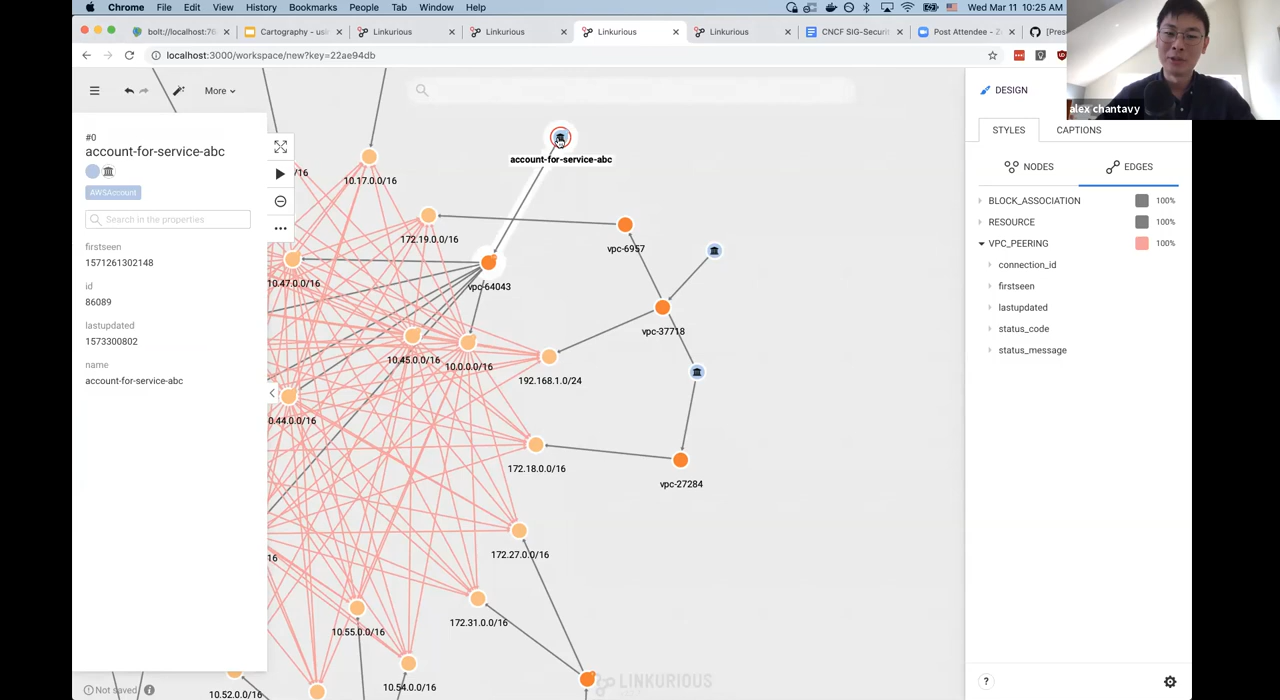 Chrome File Edit View History Bookmarks People Tab Window Help
Wed Mar 11 10:25 AM
bolt://localhost:76
Cartography - usin
Linkurious
Linkurious
Linkurious
Linkurious
CNCF SIG-Securit
Post Attendee - Z
[Pres
localhost:3000/workspace/new?key=22ae94db
More
alex chantavy
DESIGN
STYLES
CAPTIONS
NODES
EDGES
BLOCK_ASSOCIATION 100%
RESOURCE 100%
VPC_PEERING 100%
connection_id
firstseen
lastupdated
status_code
status_message
#0
account-for-service-abc
AWSAccount
Search in the properties
firstseen
1571261302148
id
86089
lastupdated
1573300802
name
account-for-service-abc
account-for-service-abc
/16
10.17.0.0/16
172.19.0.0/16
vpc-6957
10.47.0.0/16
vpc-64043
vpc-37718
10.45.0.0/16
10.0.0.0/16
192.168.1.0/24
0.44.0.0/16
172.18.0.0/16
vpc-27284
172.27.0.0/16
16
172.31.0.0/16
10.55.0.0/16
10.54.0.0/16
10.52.0.0/16
Not saved
LINKURIOUS
?